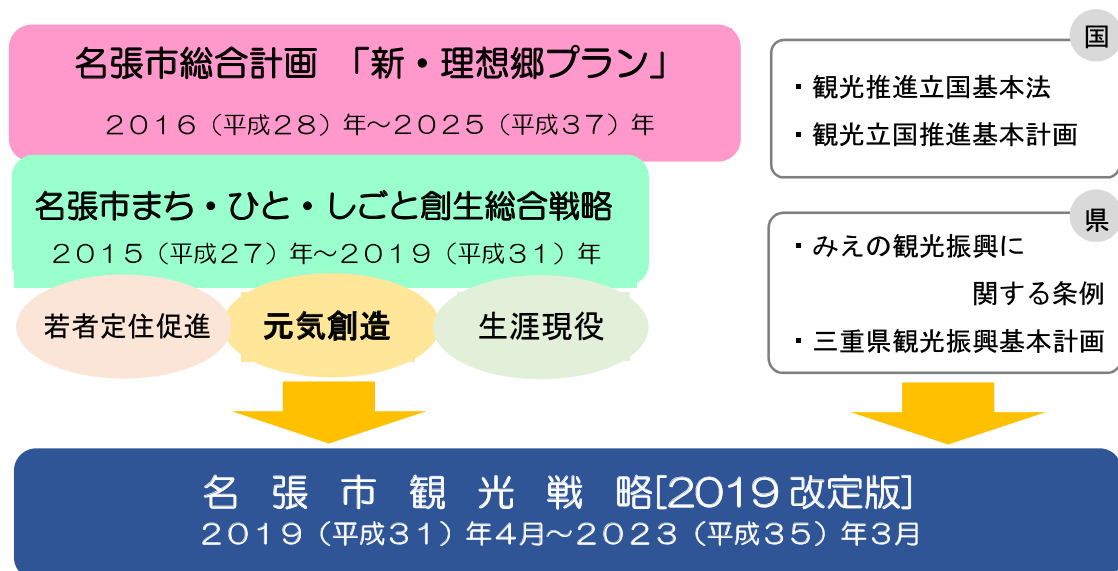 名張市総合計画 「新・理想郷プラン」
2016（平成28）年～2025（平成37）年
名張市まち・ひと・しごと創生総合戦略
2015（平成27）年～2019（平成31）年
若者定住促進
元気創造
生涯現役
国
・観光推進立国基本法
・観光立国推進基本計画
県
・みえの観光振興に
関する条例
・三重県観光振興基本計画
名張市観光戦略[2019改定版]
2019（平成31）年4月～2023（平成35）年3月